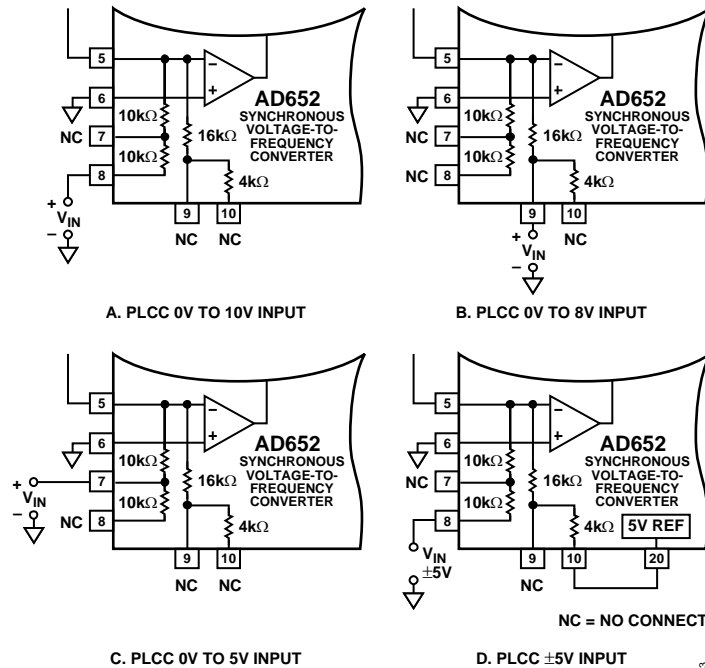 5
6
NC 7
8
10kΩ
10kΩ
16kΩ
4kΩ
–
+
AD652
SYNCHRONOUS
VOLTAGE-TO-
FREQUENCY
CONVERTER
+
VIN
–
9 10
NC NC
A. PLCC 0V TO 10V INPUT
5
6
NC 7
NC 8
10kΩ
10kΩ
16kΩ
4kΩ
–
+
AD652
SYNCHRONOUS
VOLTAGE-TO-
FREQUENCY
CONVERTER
9 10
+
VIN
–
NC
B. PLCC 0V TO 8V INPUT
5
6
7
NC 8
+
VIN
–
10kΩ
10kΩ
16kΩ
4kΩ
–
+
AD652
SYNCHRONOUS
VOLTAGE-TO-
FREQUENCY
CONVERTER
9 10
NC NC
C. PLCC 0V TO 5V INPUT
5
6
NC 7
8
10kΩ
10kΩ
16kΩ
4kΩ
–
+
AD652
SYNCHRONOUS
VOLTAGE-TO-
FREQUENCY
CONVERTER
5V REF
VIN
±5V
9 10 20
NC
NC = NO CONNECT
D. PLCC ±5V INPUT